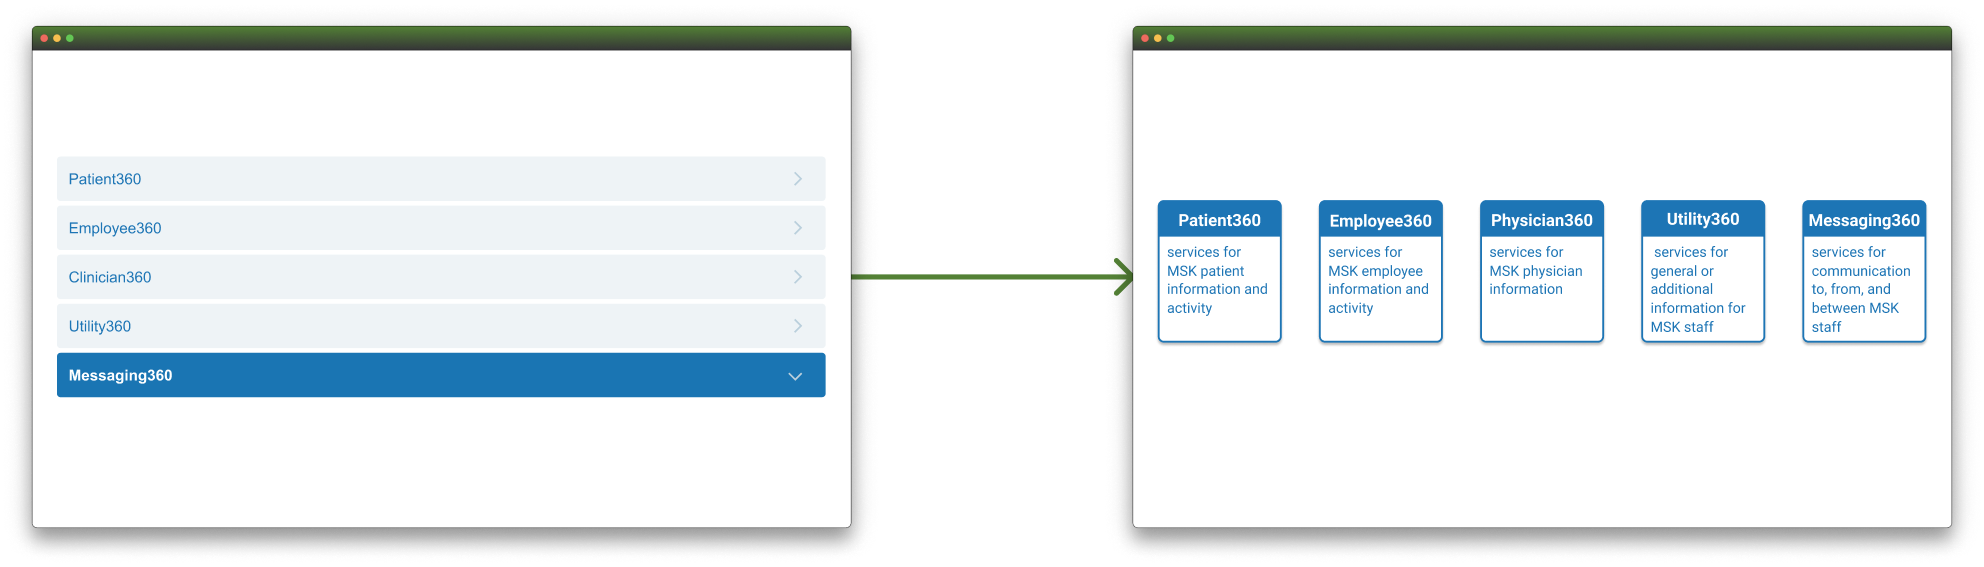 Patient360
Employee360
Clinician360
Utility360
Messaging360
Patient360
services for
MSK patient
information and
activity
Employee360
services for
MSK employee
information and
activity
Physician360
services for
MSK physician
information
Utility360
services for
general or
additional
information for
MSK staff
Messaging360
services for
communication
to, from, and
between MSK
staff